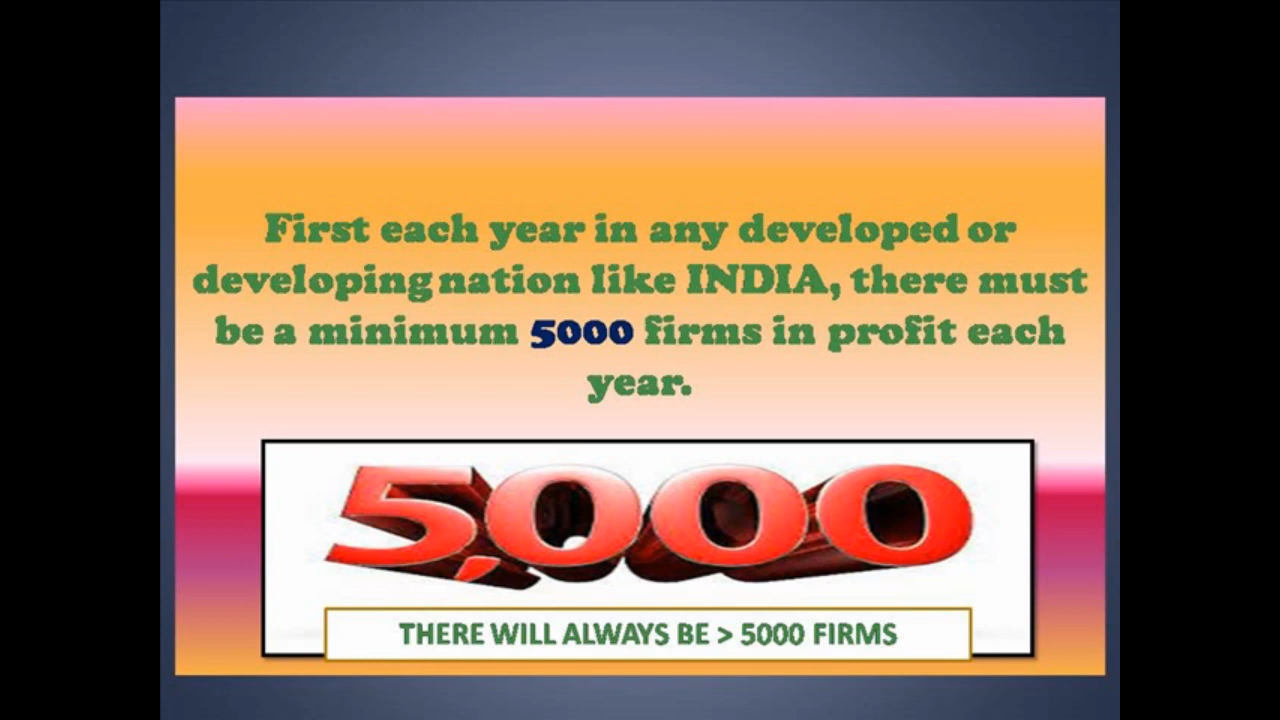 First each year in any developed or
developing nation like INDIA, there must
be a minimum 5000 firms in profit each
year.
5,000
THERE WILL ALWAYS BE > 5000 FIRMS